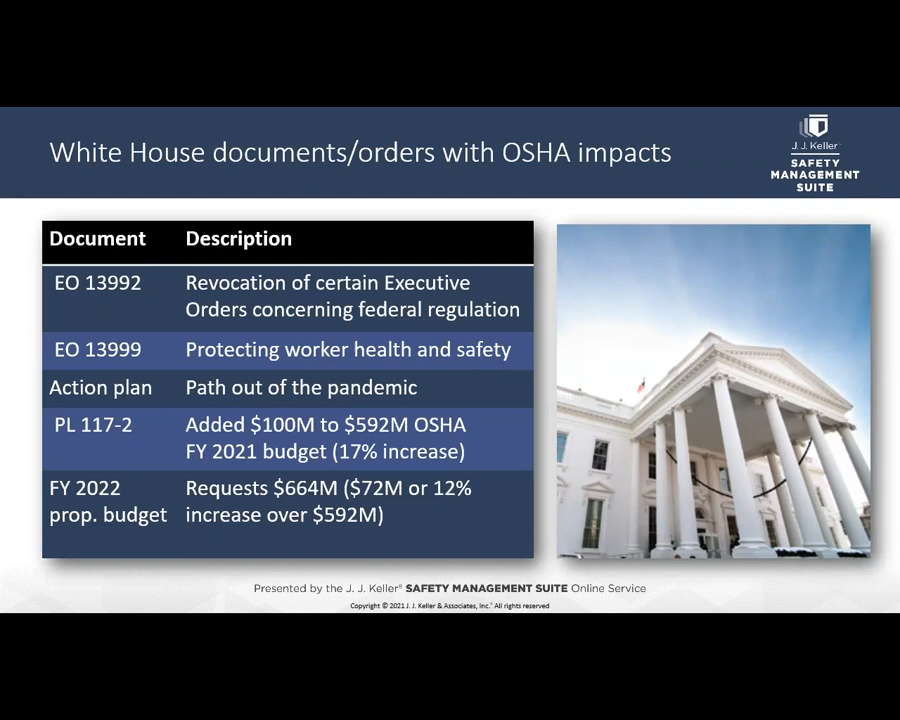 White House documents/orders with OSHA impacts
J. J. Keller
SAFETY
MANAGEMENT
SUITE
Document Description
EO 13992 Revocation of certain Executive
Orders concerning federal regulation
EO 13999 Protecting worker health and safety
Action plan Path out of the pandemic
PL 117-2 Added $100M to $592M OSHA
FY 2021 budget (17% increase)
FY 2022 Requests $664M ($72M or 12%
prop. budget increase over $592M)
Presented by the J. J. Keller® SAFETY MANAGEMENT SUITE Online Service
Copyright © 2021 J. J. Keller & Associates, Inc.® All rights reserved